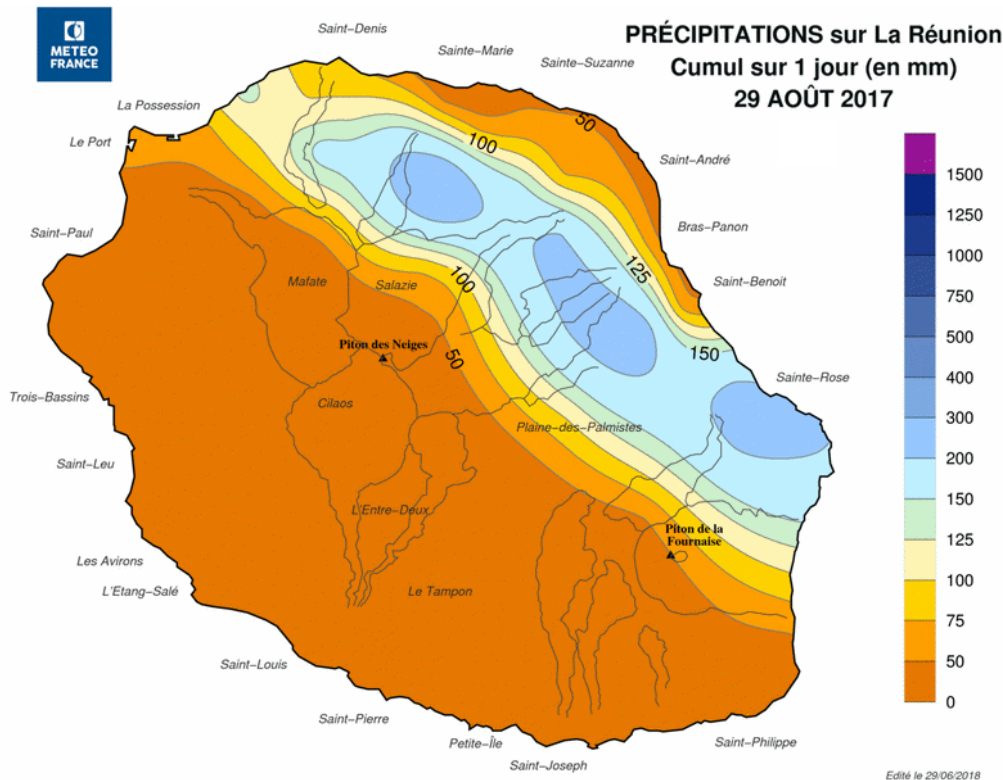 METEO
FRANCE
PRÉCIPITATIONS sur La Réunion
Cumul sur 1 jour (en mm)
29 AOÛT 2017
Saint-Denis
Sainte-Marie
Sainte-Suzanne
La Possession
Le Port
50
100
Saint-André
Saint-Paul
Bras-Panon
Malate
Salazie
100
125
Saint-Benoit
Piton des Neiges
50
150
Trois-Bassins
Cilaos
Sainte-Rose
Plaine-des-Palmistes
Saint-Leu
L'Entre-Deux
Piton de la
Fournaise
Les Avirons
L'Etang-Salé
Le Tampon
Saint-Louis
Saint-Pierre
Petite-Île
Saint-Joseph
Saint-Philippe
1500
1250
1000
750
500
400
300
200
150
125
100
75
50
0
Edité le 29/06/2018